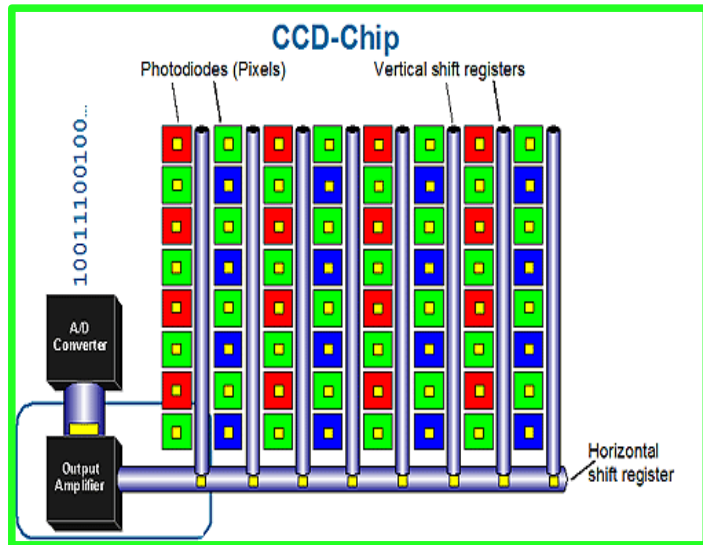 CCD-Chip
Photodiodes (Pixels)
Vertical shift registers
10011100100...
A/D
Converter
Output
Amplifier
Horizontal
shift register